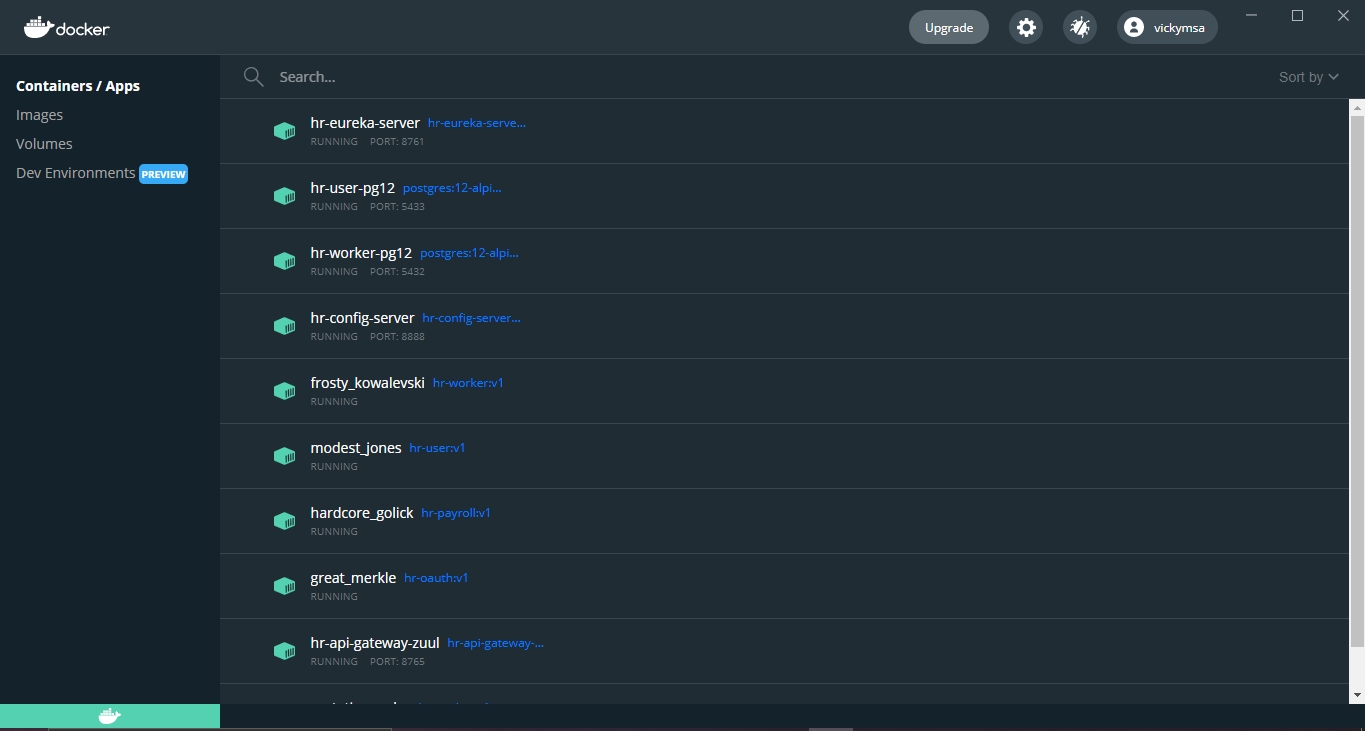 docker
Upgrade
vickymsa
Containers / Apps
Images
Volumes
Dev Environments PREVIEW
Search...
Sort by
hr-eureka-server hr-eureka-serve...
RUNNING PORT: 8761
hr-user-pg12 postgres:12-alpi...
RUNNING PORT: 5433
hr-worker-pg12 postgres:12-alpi...
RUNNING PORT: 5432
hr-config-server hr-config-server...
RUNNING PORT: 8888
frosty_kowalevski hr-worker:v1
RUNNING
modest_jones hr-user:v1
RUNNING
hardcore_golick hr-payroll:v1
RUNNING
great_merkle hr-oauth:v1
RUNNING
hr-api-gateway-zuul hr-api-gateway-...
RUNNING PORT: 8765